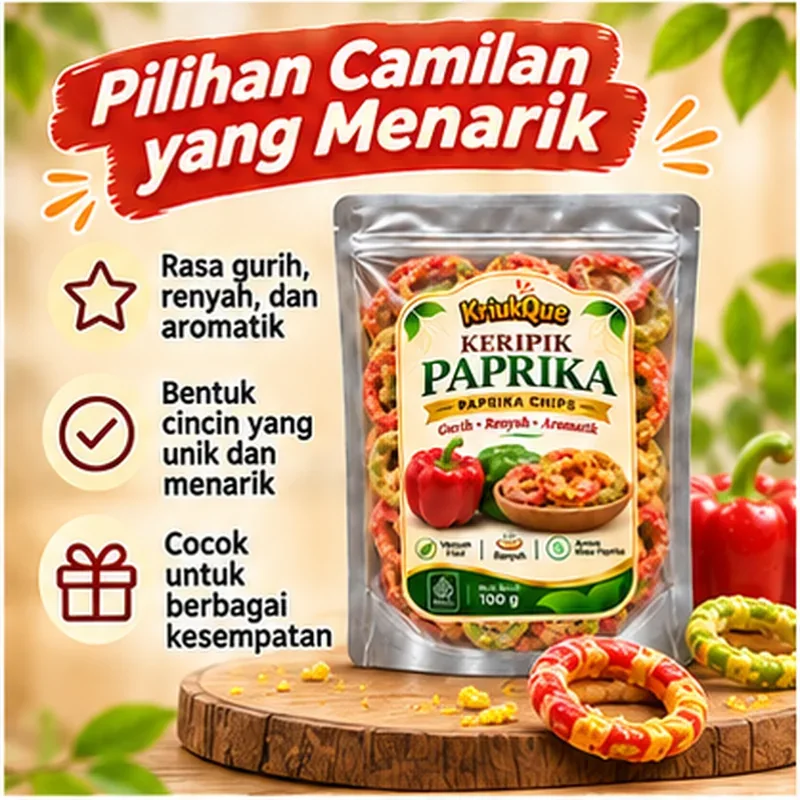 Pilihan Camilan
yang Menarik
Rasa gurih,
renyah, dan
aromatik
Bentuk
cincin yang
unik dan
menarik
Cocok
untuk
berbagai
kesempatan
KriukQue
KERIPIK
PAPRIKA
PAPRIKA CHIPS
Gurih • Renyah • Aromatik
100 g